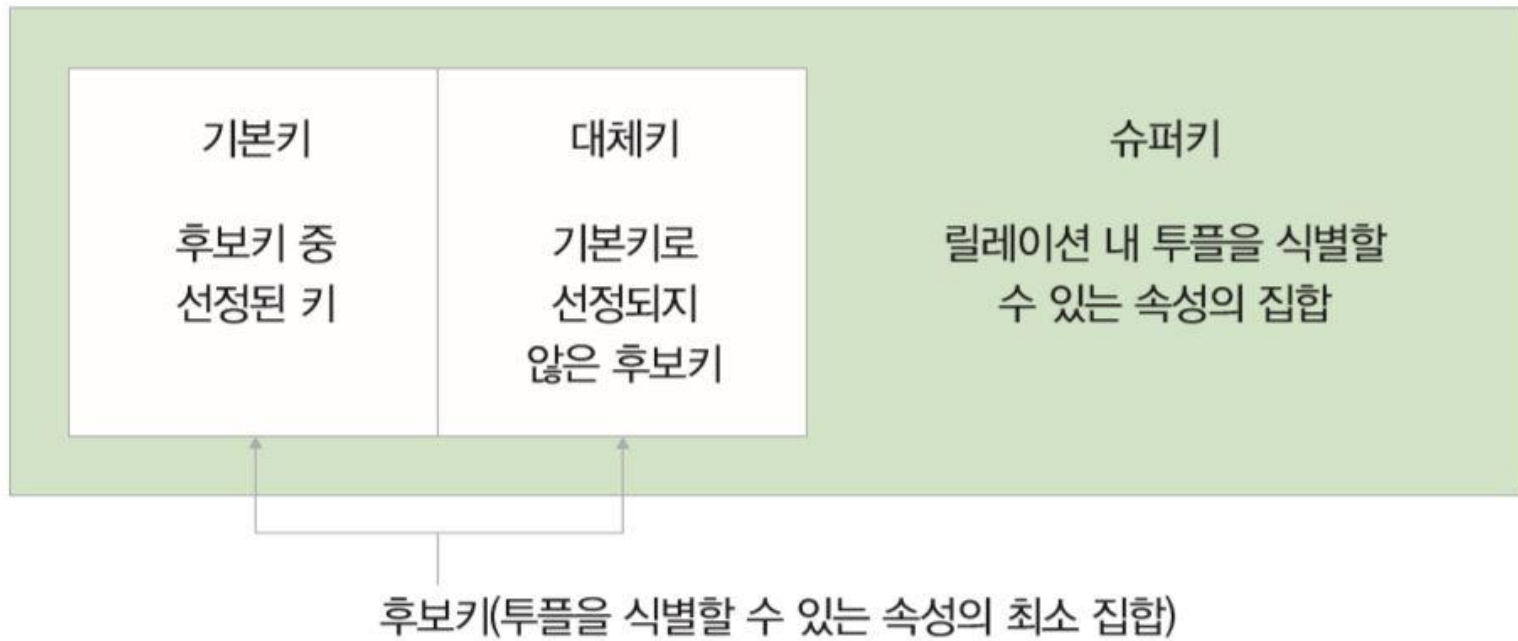 기본키
후보키 중
선정된 키
대체키
기본키로
선정되지
않은 후보키
슈퍼키
릴레이션 내 투플을 식별할
수 있는 속성의 집합
후보키(투플을 식별할 수 있는 속성의 최소 집합)